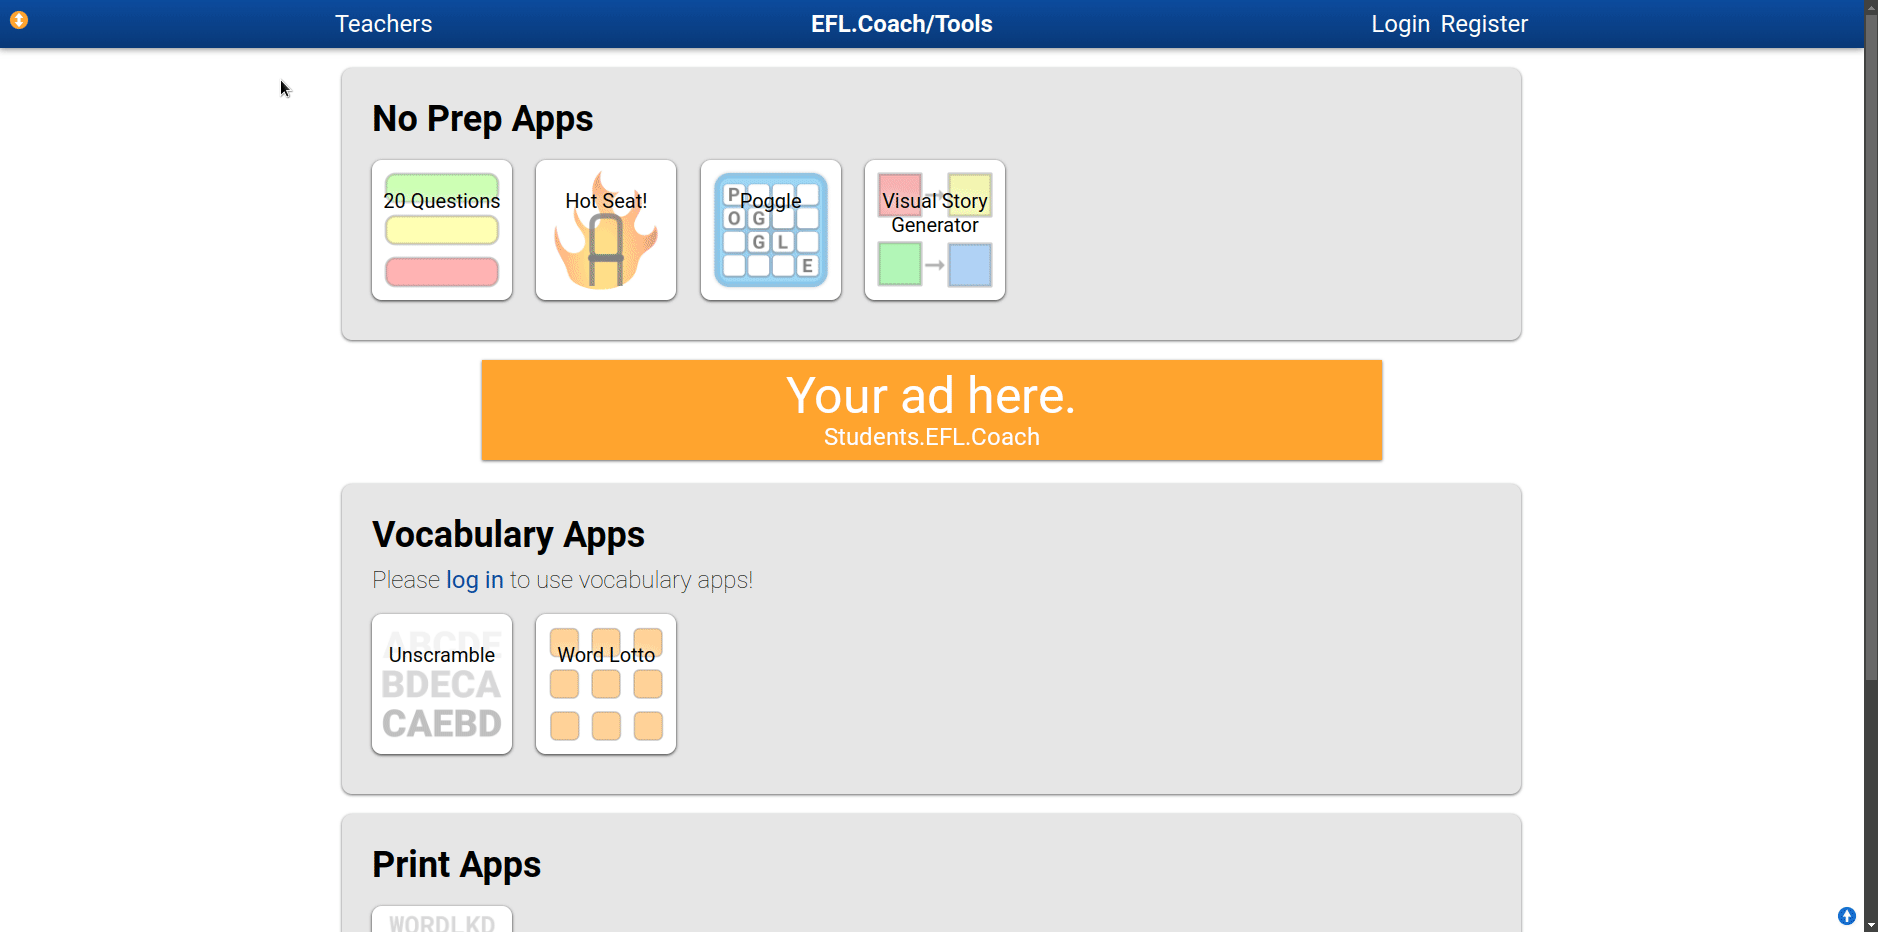 Teachers
EFL.Coach/Tools
Login Register
No Prep Apps
20 Questions
Hot Seat!
P
O G
G L
E
Poggle
Visual Story
Generator
Your ad here.
Students.EFL.Coach
Vocabulary Apps
Please log in to use vocabulary apps!
ABCDE
Unscramble
BDECA
CAEBD
Word Lotto
Print Apps
WORDLKD